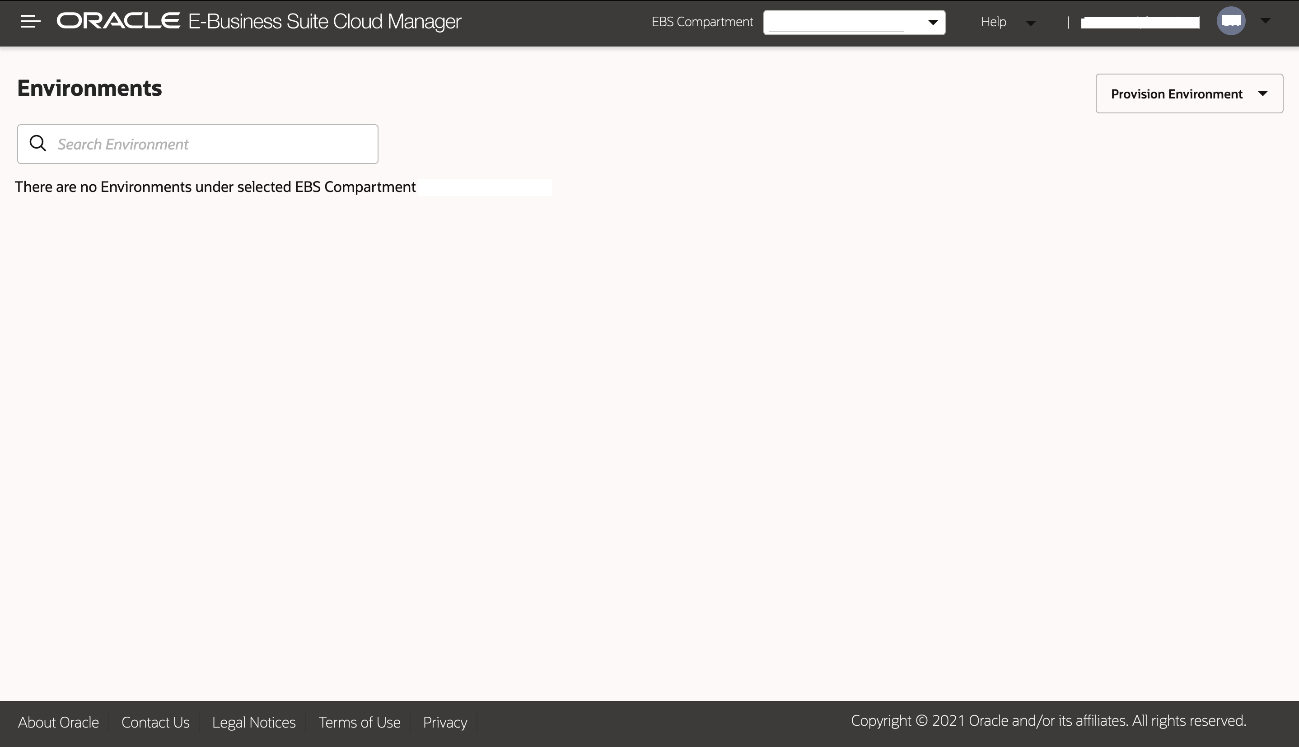 ORACLE E-Business Suite Cloud Manager EBS Compartment Help |
Environments
Provision Environment
Search Environment
There are no Environments under selected EBS Compartment
About Oracle Contact Us Legal Notices Terms of Use Privacy Copyright © 2021 Oracle and/or its affiliates. All rights reserved.